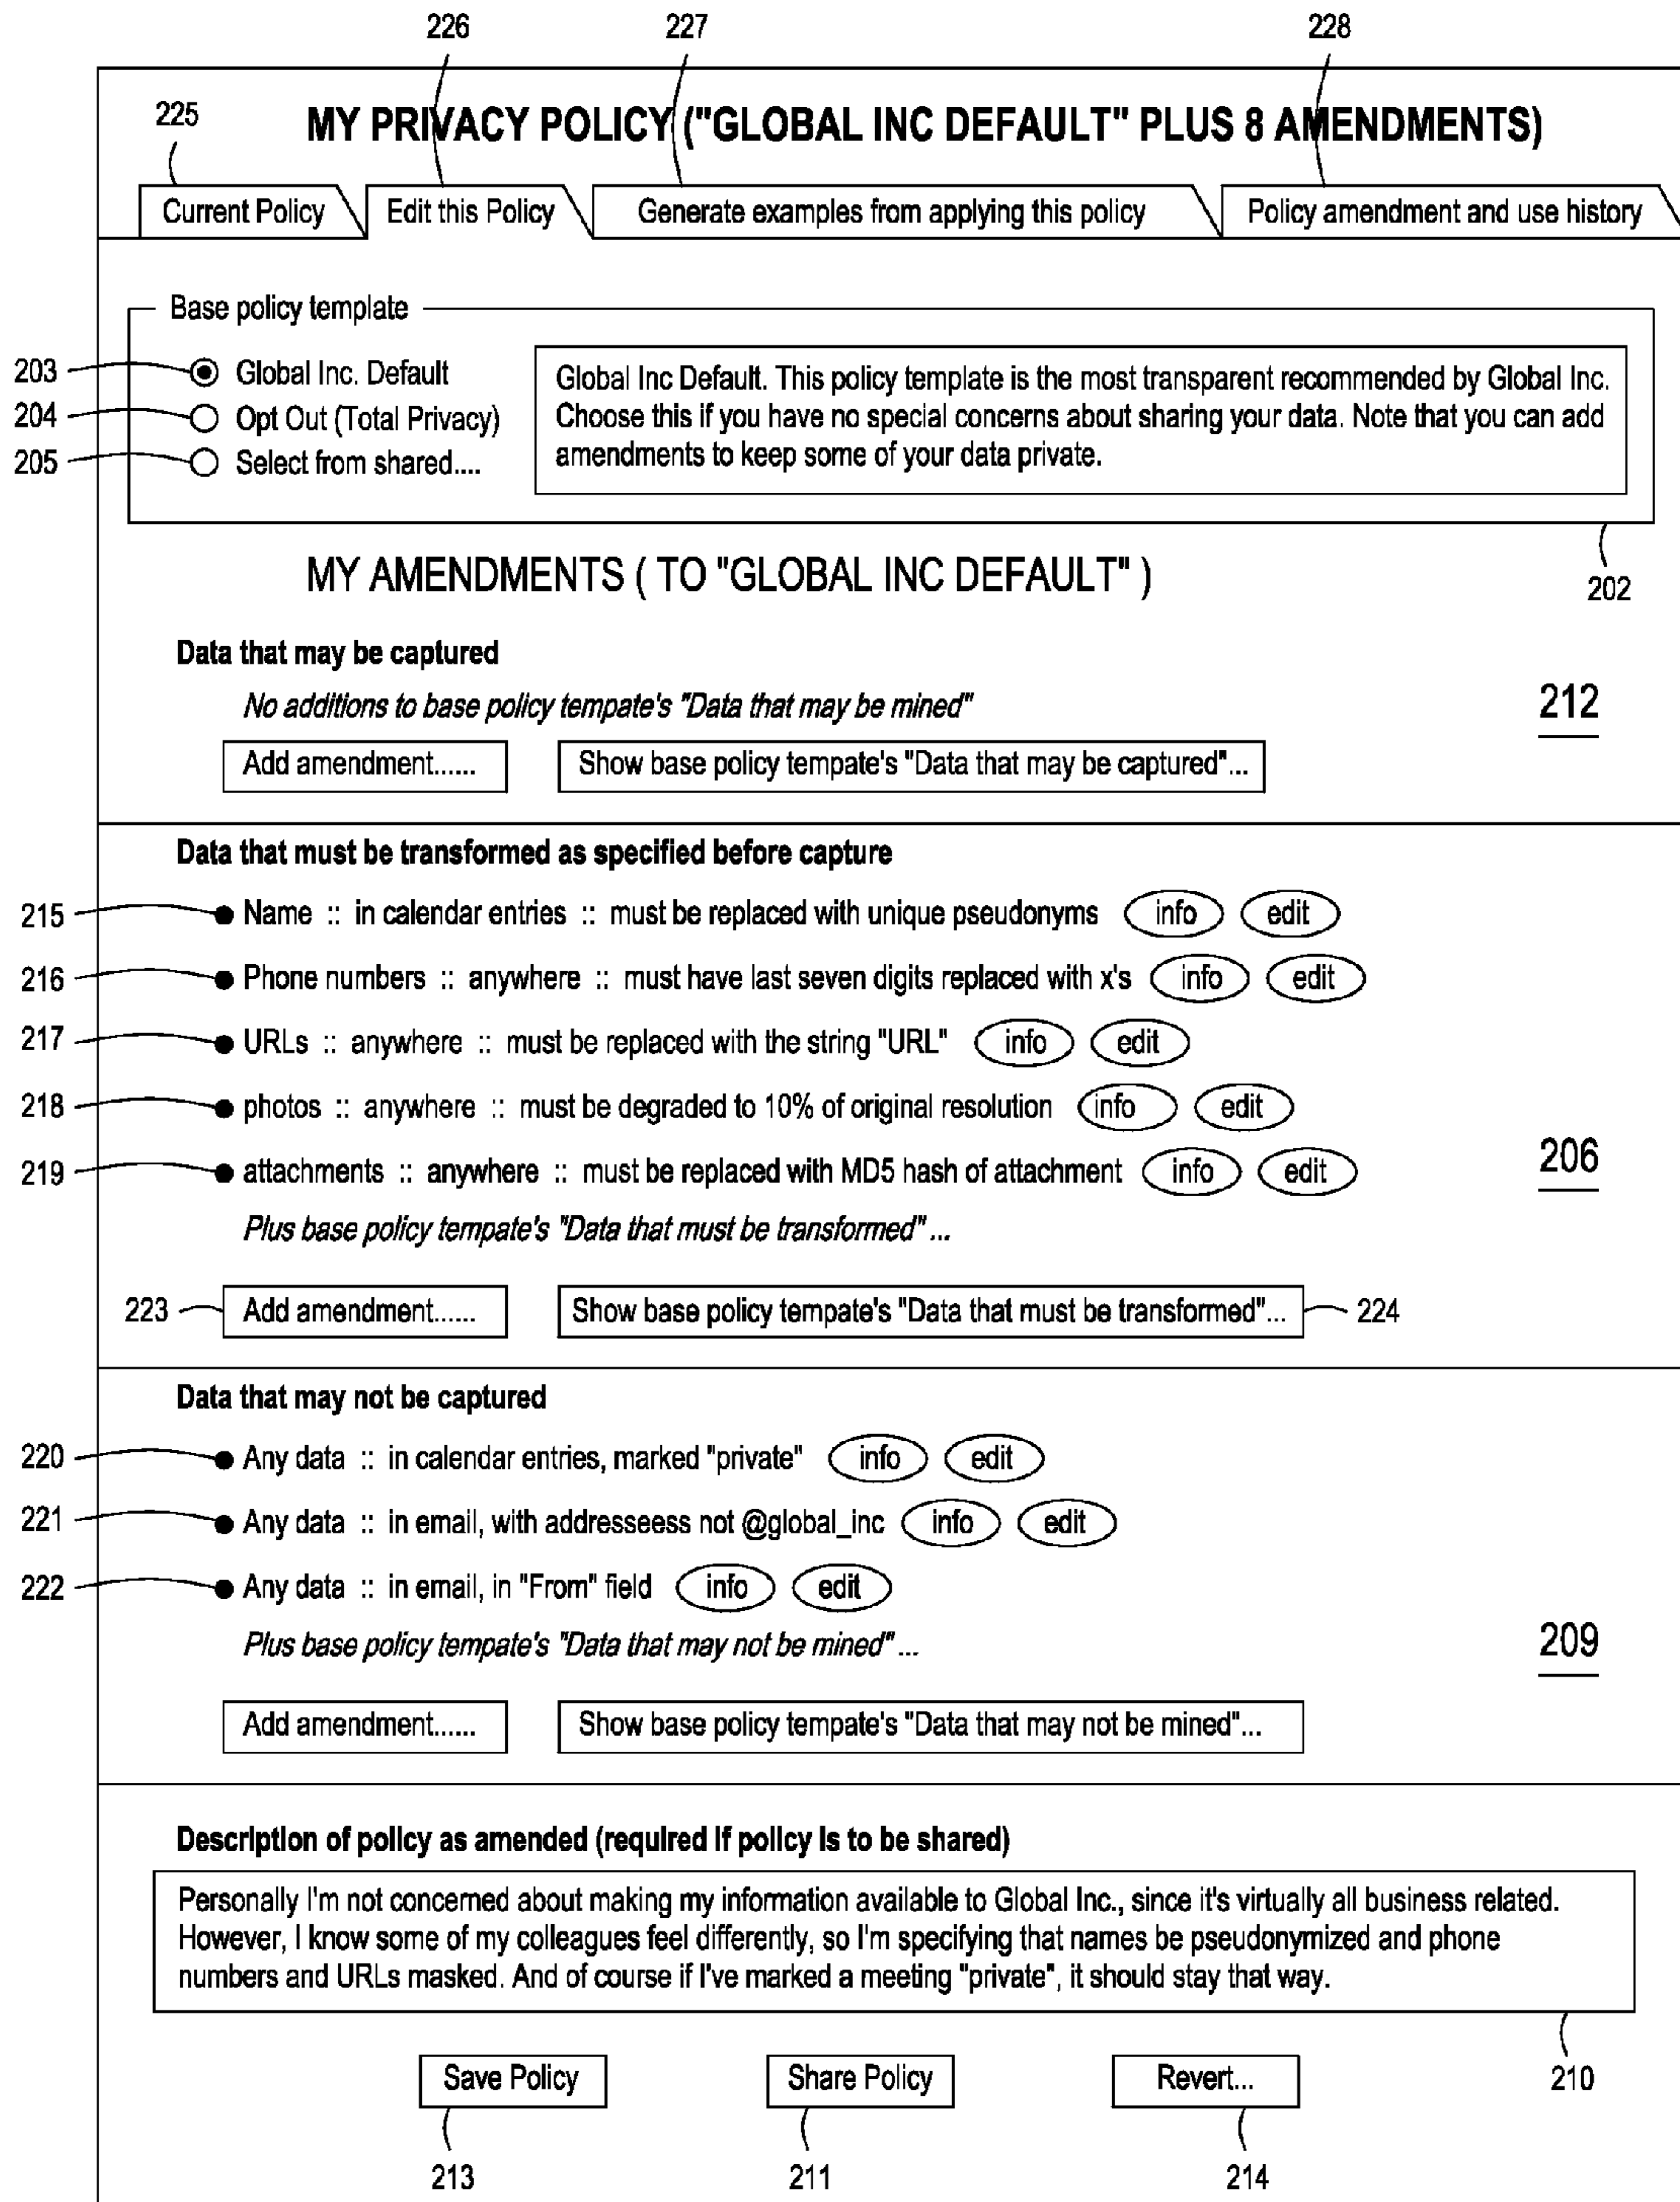 226 227 228
225 MY PRIVACY POLICY ("GLOBAL INC DEFAULT" PLUS 8 AMENDMENTS)
Current Policy Edit this Policy Generate examples from applying this policy Policy amendment and use history
Base policy template
203 Global Inc. Default
204 Opt Out (Total Privacy)
205 Select from shared....
Global Inc Default. This policy template is the most transparent recommended by Global Inc.
Choose this if you have no special concerns about sharing your data. Note that you can add
amendments to keep some of your data private.
202
MY AMENDMENTS ( TO "GLOBAL INC DEFAULT" )
Data that may be captured
No additions to base policy tempate's "Data that may be mined"
212
Add amendment...... Show base policy tempate's "Data that may be captured"...
Data that must be transformed as specified before capture
215 Name :: in calendar entries :: must be replaced with unique pseudonyms info edit
216 Phone numbers :: anywhere :: must have last seven digits replaced with x's info edit
217 URLs :: anywhere :: must be replaced with the string "URL" info edit
218 photos :: anywhere :: must be degraded to 10% of original resolution info edit
219 attachments :: anywhere :: must be replaced with MD5 hash of attachment info edit
206
Plus base policy tempate's "Data that must be transformed"...
223 Add amendment...... Show base policy tempate's "Data that must be transformed"... 224
Data that may not be captured
220 Any data :: in calendar entries, marked "private" info edit
221 Any data :: in email, with addresseess not @global_inc info edit
222 Any data :: in email, in "From" field info edit
Plus base policy tempate's "Data that may not be mined"...
209
Add amendment...... Show base policy tempate's "Data that may not be mined"...
Description of policy as amended (required if policy is to be shared)
Personally I'm not concerned about making my information available to Global Inc., since it's virtually all business related.
However, I know some of my colleagues feel differently, so I'm specifying that names be pseudonymized and phone
numbers and URLs masked. And of course if I've marked a meeting "private", it should stay that way.
210
Save Policy Share Policy Revert...
213 211 214